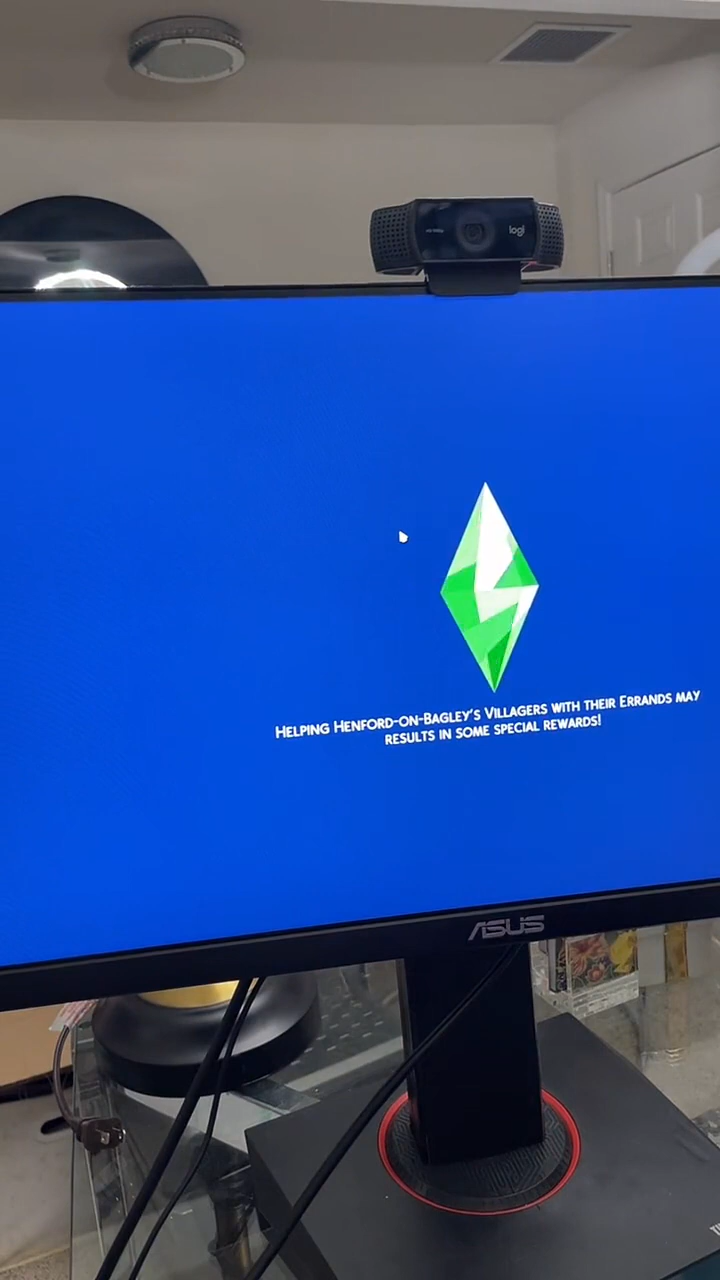 logi
HELPING HENFORD-ON-BAGLEY'S VILLAGERS WITH THEIR ERRANDS MAY
RESULTS IN SOME SPECIAL REWARDS!
ASUS